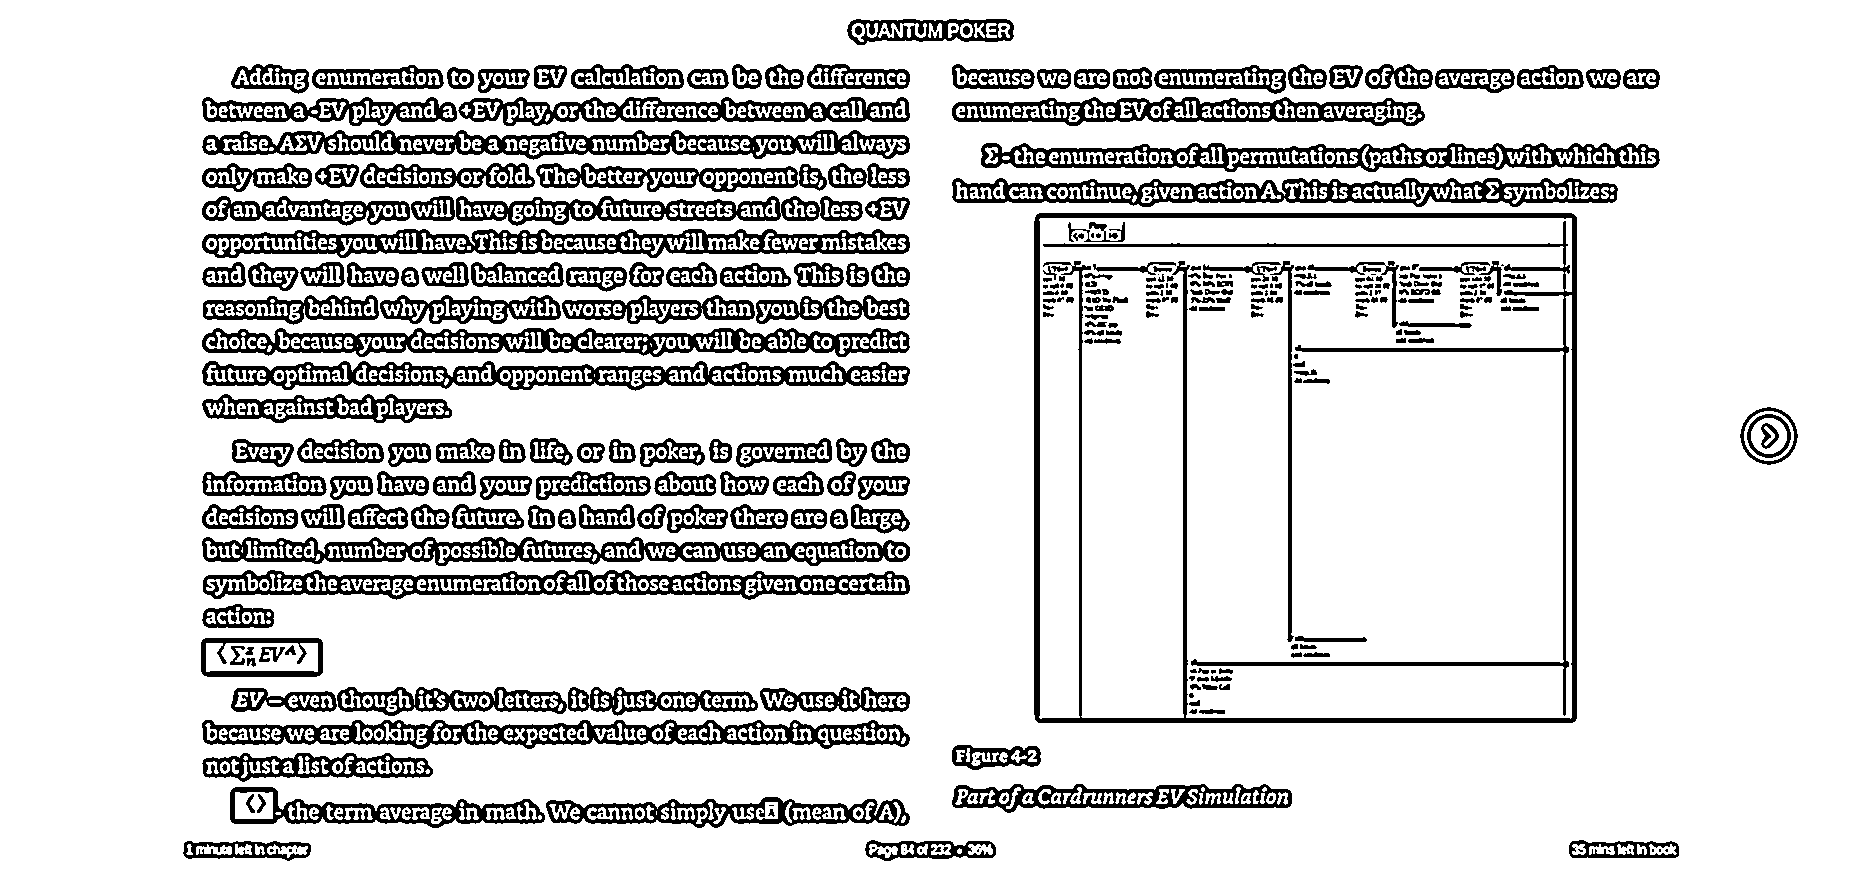 QUANTUM POKER
Adding enumeration to your EV calculation can be the difference
between a -EV play and a +EV play, or the difference between a call and
a raise. AΣV should never be a negative number because you will always
only make +EV decisions or fold. The better your opponent is, the less
of an advantage you will have going to future streets and the less +EV
opportunities you will have. This is because they will make fewer mistakes
and they will have a well balanced range for each action. This is the
reasoning behind why playing with worse players than you is the best
choice, because your decisions will be clearer; you will be able to predict
future optimal decisions, and opponent ranges and actions much easier
when against bad players.
Every decision you make in life, or in poker, is governed by the
information you have and your predictions about how each of your
decisions will affect the future. In a hand of poker there are a large,
but limited, number of possible futures, and we can use an equation to
symbolize the average enumeration of all of those actions given one certain
action:
⟨Σₙˣ EVᴬ⟩
EV – even though it's two letters, it is just one term. We use it here
because we are looking for the expected value of each action in question,
not just a list of actions.
⟨⟩ - the term average in math. We cannot simply use Ā (mean of A),
because we are not enumerating the EV of the average action we are
enumerating the EV of all actions then averaging.
Σ - the enumeration of all permutations (paths or lines) with which this
hand can continue, given action A. This is actually what Σ symbolizes:
Figure 4-2
Part of a Cardrunners EV Simulation
1 minute left in chapter
Page 84 of 232 • 36%
35 mins left in book